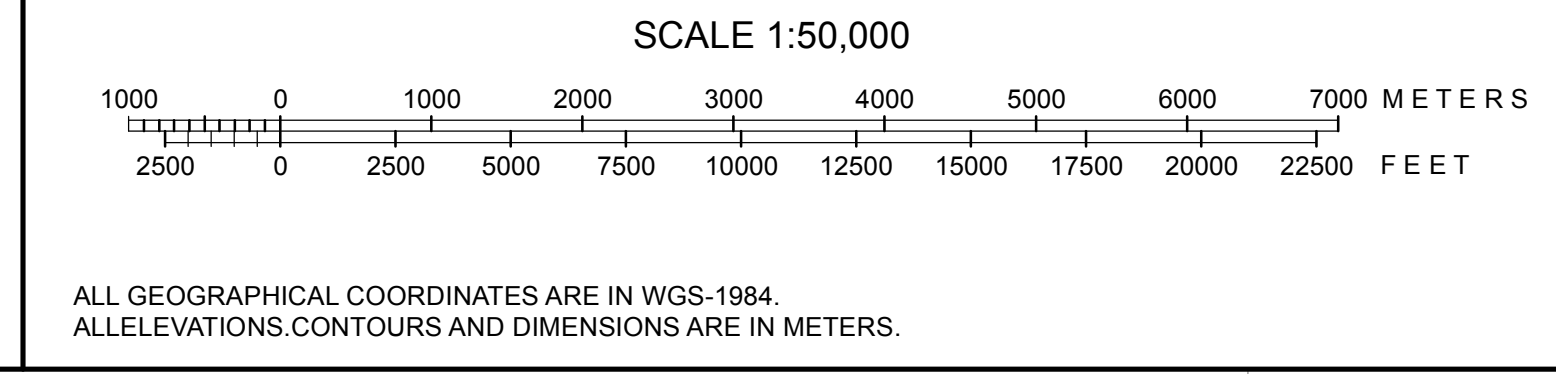 SCALE 1:50,000
1000 0 1000 2000 3000 4000 5000 6000 7000 METERS
2500 0 2500 5000 7500 10000 12500 15000 17500 20000 22500 FEET
ALL GEOGRAPHICAL COORDINATES ARE IN WGS-1984.
ALLELEVATIONS.CONTOURS AND DIMENSIONS ARE IN METERS.